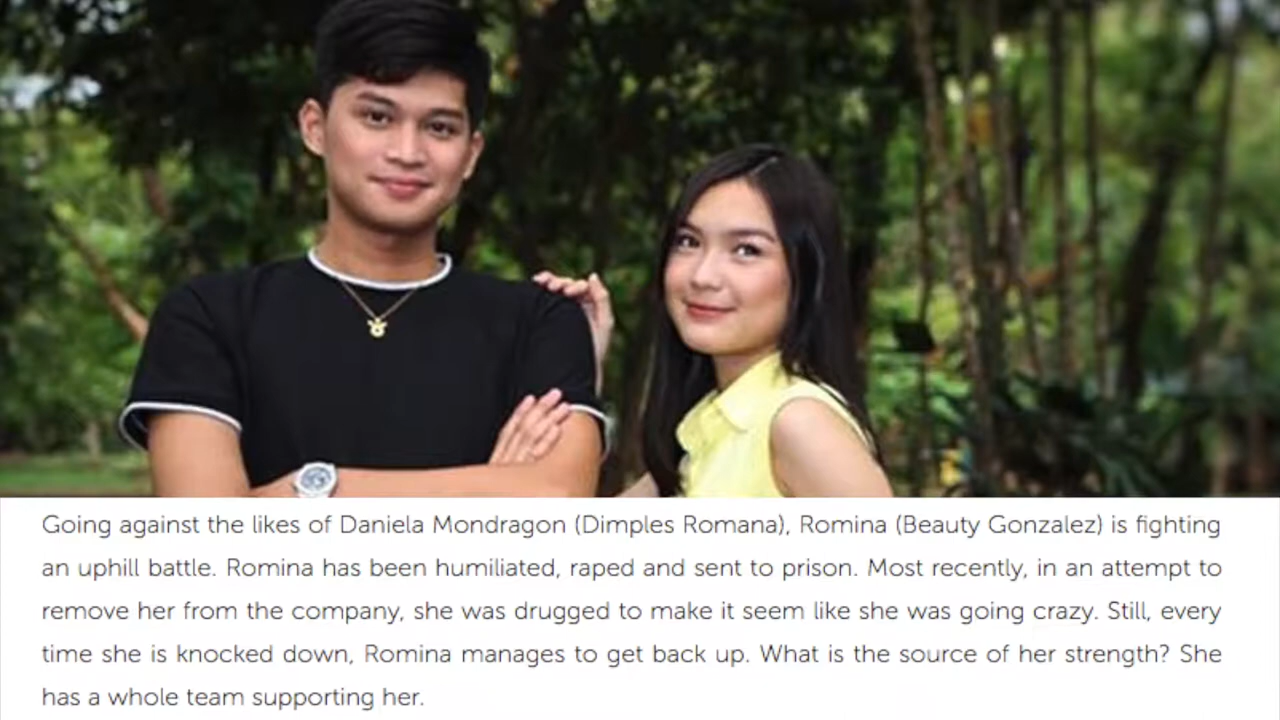 Going against the likes of Daniela Mondragon (Dimples Romana), Romina (Beauty Gonzalez) is fighting
an uphill battle. Romina has been humiliated, raped and sent to prison. Most recently, in an attempt to
remove her from the company, she was drugged to make it seem like she was going crazy. Still, every
time she is knocked down, Romina manages to get back up. What is the source of her strength? She
has a whole team supporting her.